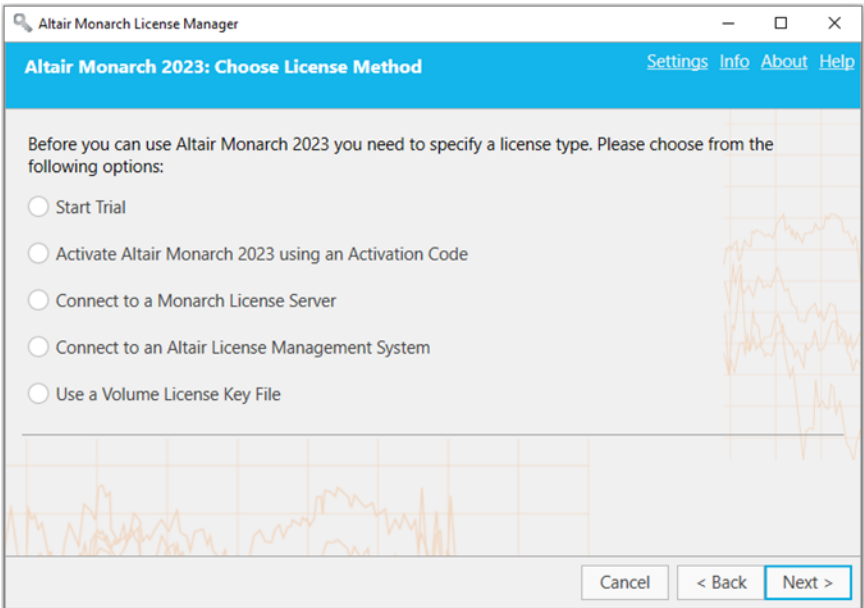 Altair Monarch License Manager
Altair Monarch 2023: Choose License Method
Settings Info About Help
Before you can use Altair Monarch 2023 you need to specify a license type. Please choose from the
following options:
Start Trial
Activate Altair Monarch 2023 using an Activation Code
Connect to a Monarch License Server
Connect to an Altair License Management System
Use a Volume License Key File
Cancel
< Back
Next >